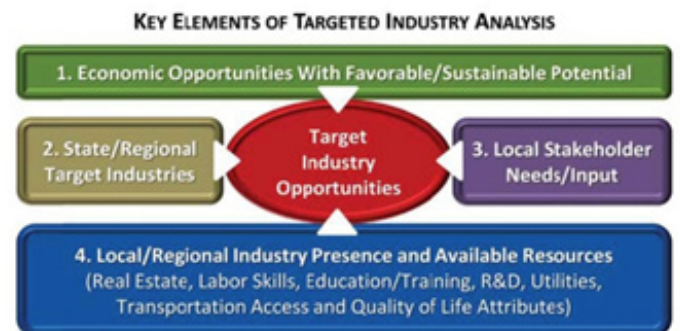 KEY ELEMENTS OF TARGETED INDUSTRY ANALYSIS
1. Economic Opportunities With Favorable/Sustainable Potential
2. State/Regional
Target Industries
Target
Industry
Opportunities
3. Local Stakeholder
Needs/Input
4. Local/Regional Industry Presence and Available Resources
(Real Estate, Labor Skills, Education/Training, R&D, Utilities,
Transportation Access and Quality of Life Attributes)